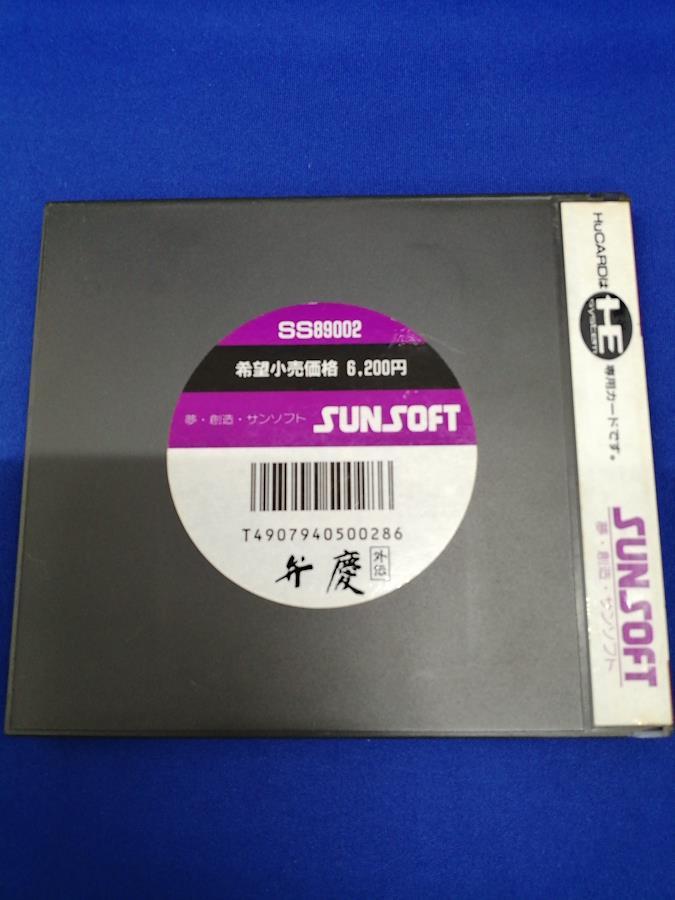 SS89002
希望小売価格 6,200円
夢・創造・サンソフト SUNSOFT
T4907940500286
弁慶 外伝
HuCARDは HE system 専用カードです。
SUNSOFT
夢・創造・サンソフト